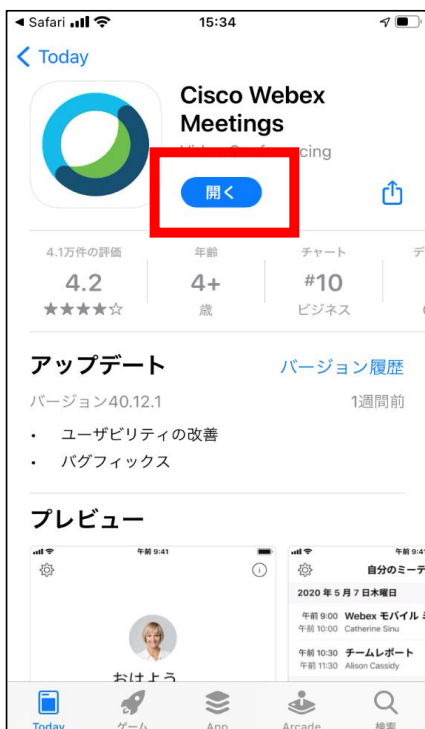 Safari 15:34
Today
Cisco Webex
Meetings
開く
4.1万件の評価 年齢 チャート
4.2 4+ #10
★★★★☆ 歳 ビジネス
アップデート バージョン履歴
バージョン40.12.1 1週間前
• ユーザビリティの改善
• バグフィックス
プレビュー
午前 9:41 午前 9:41
自分のミーテ
2020 年 5 月 7 日木曜日
午前 9:00 Webex モバイル
午前 10:00 Catherine Sinu
午前 10:30 チームレポート
午前 11:30 Alison Cassidy
おはよう
Today ゲーム App Arcade 検索